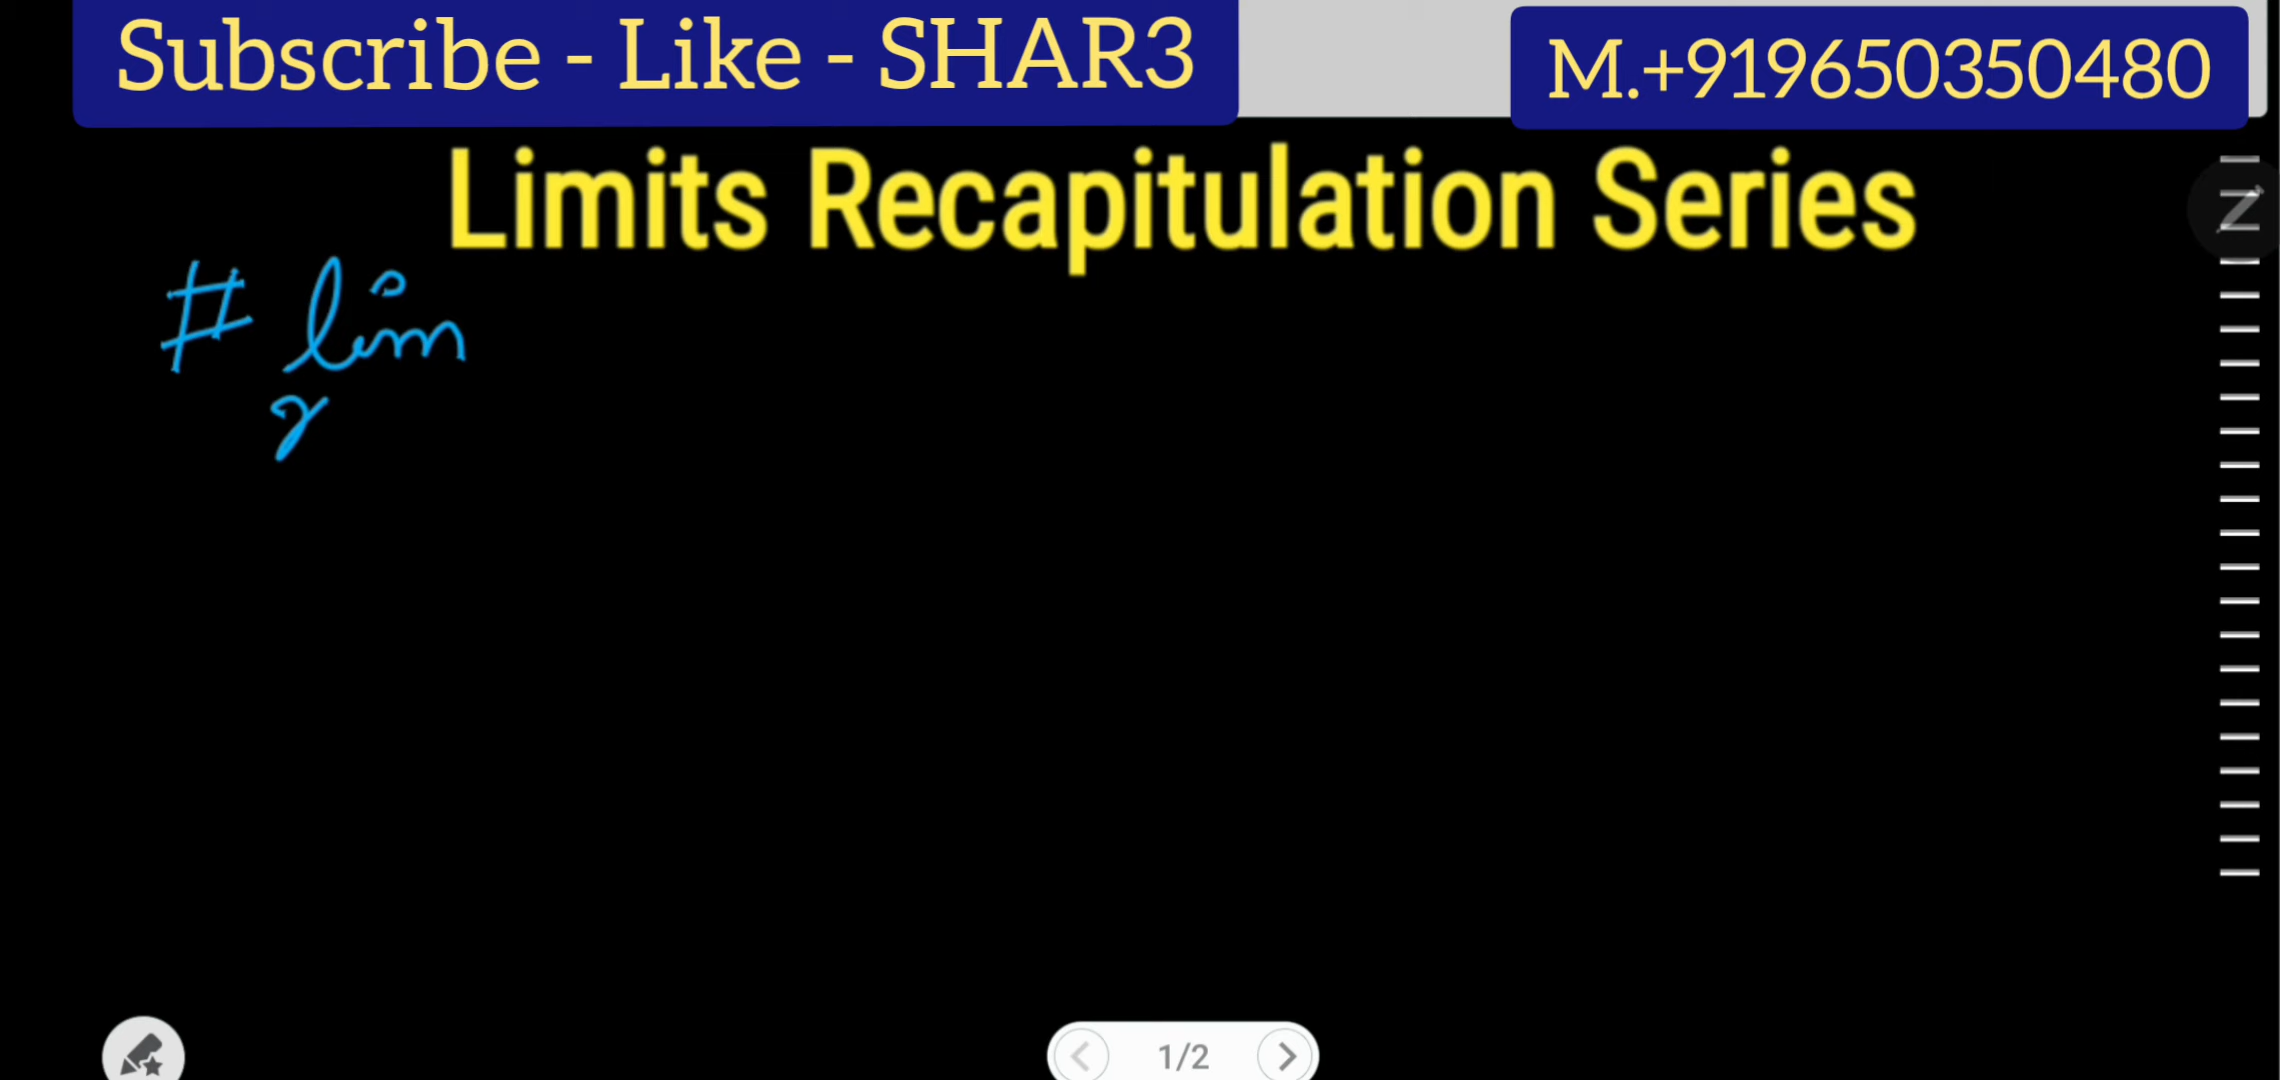 Subscribe - Like - SHAR3
M.+919650350480
Limits Recapitulation Series
# lim
1/2